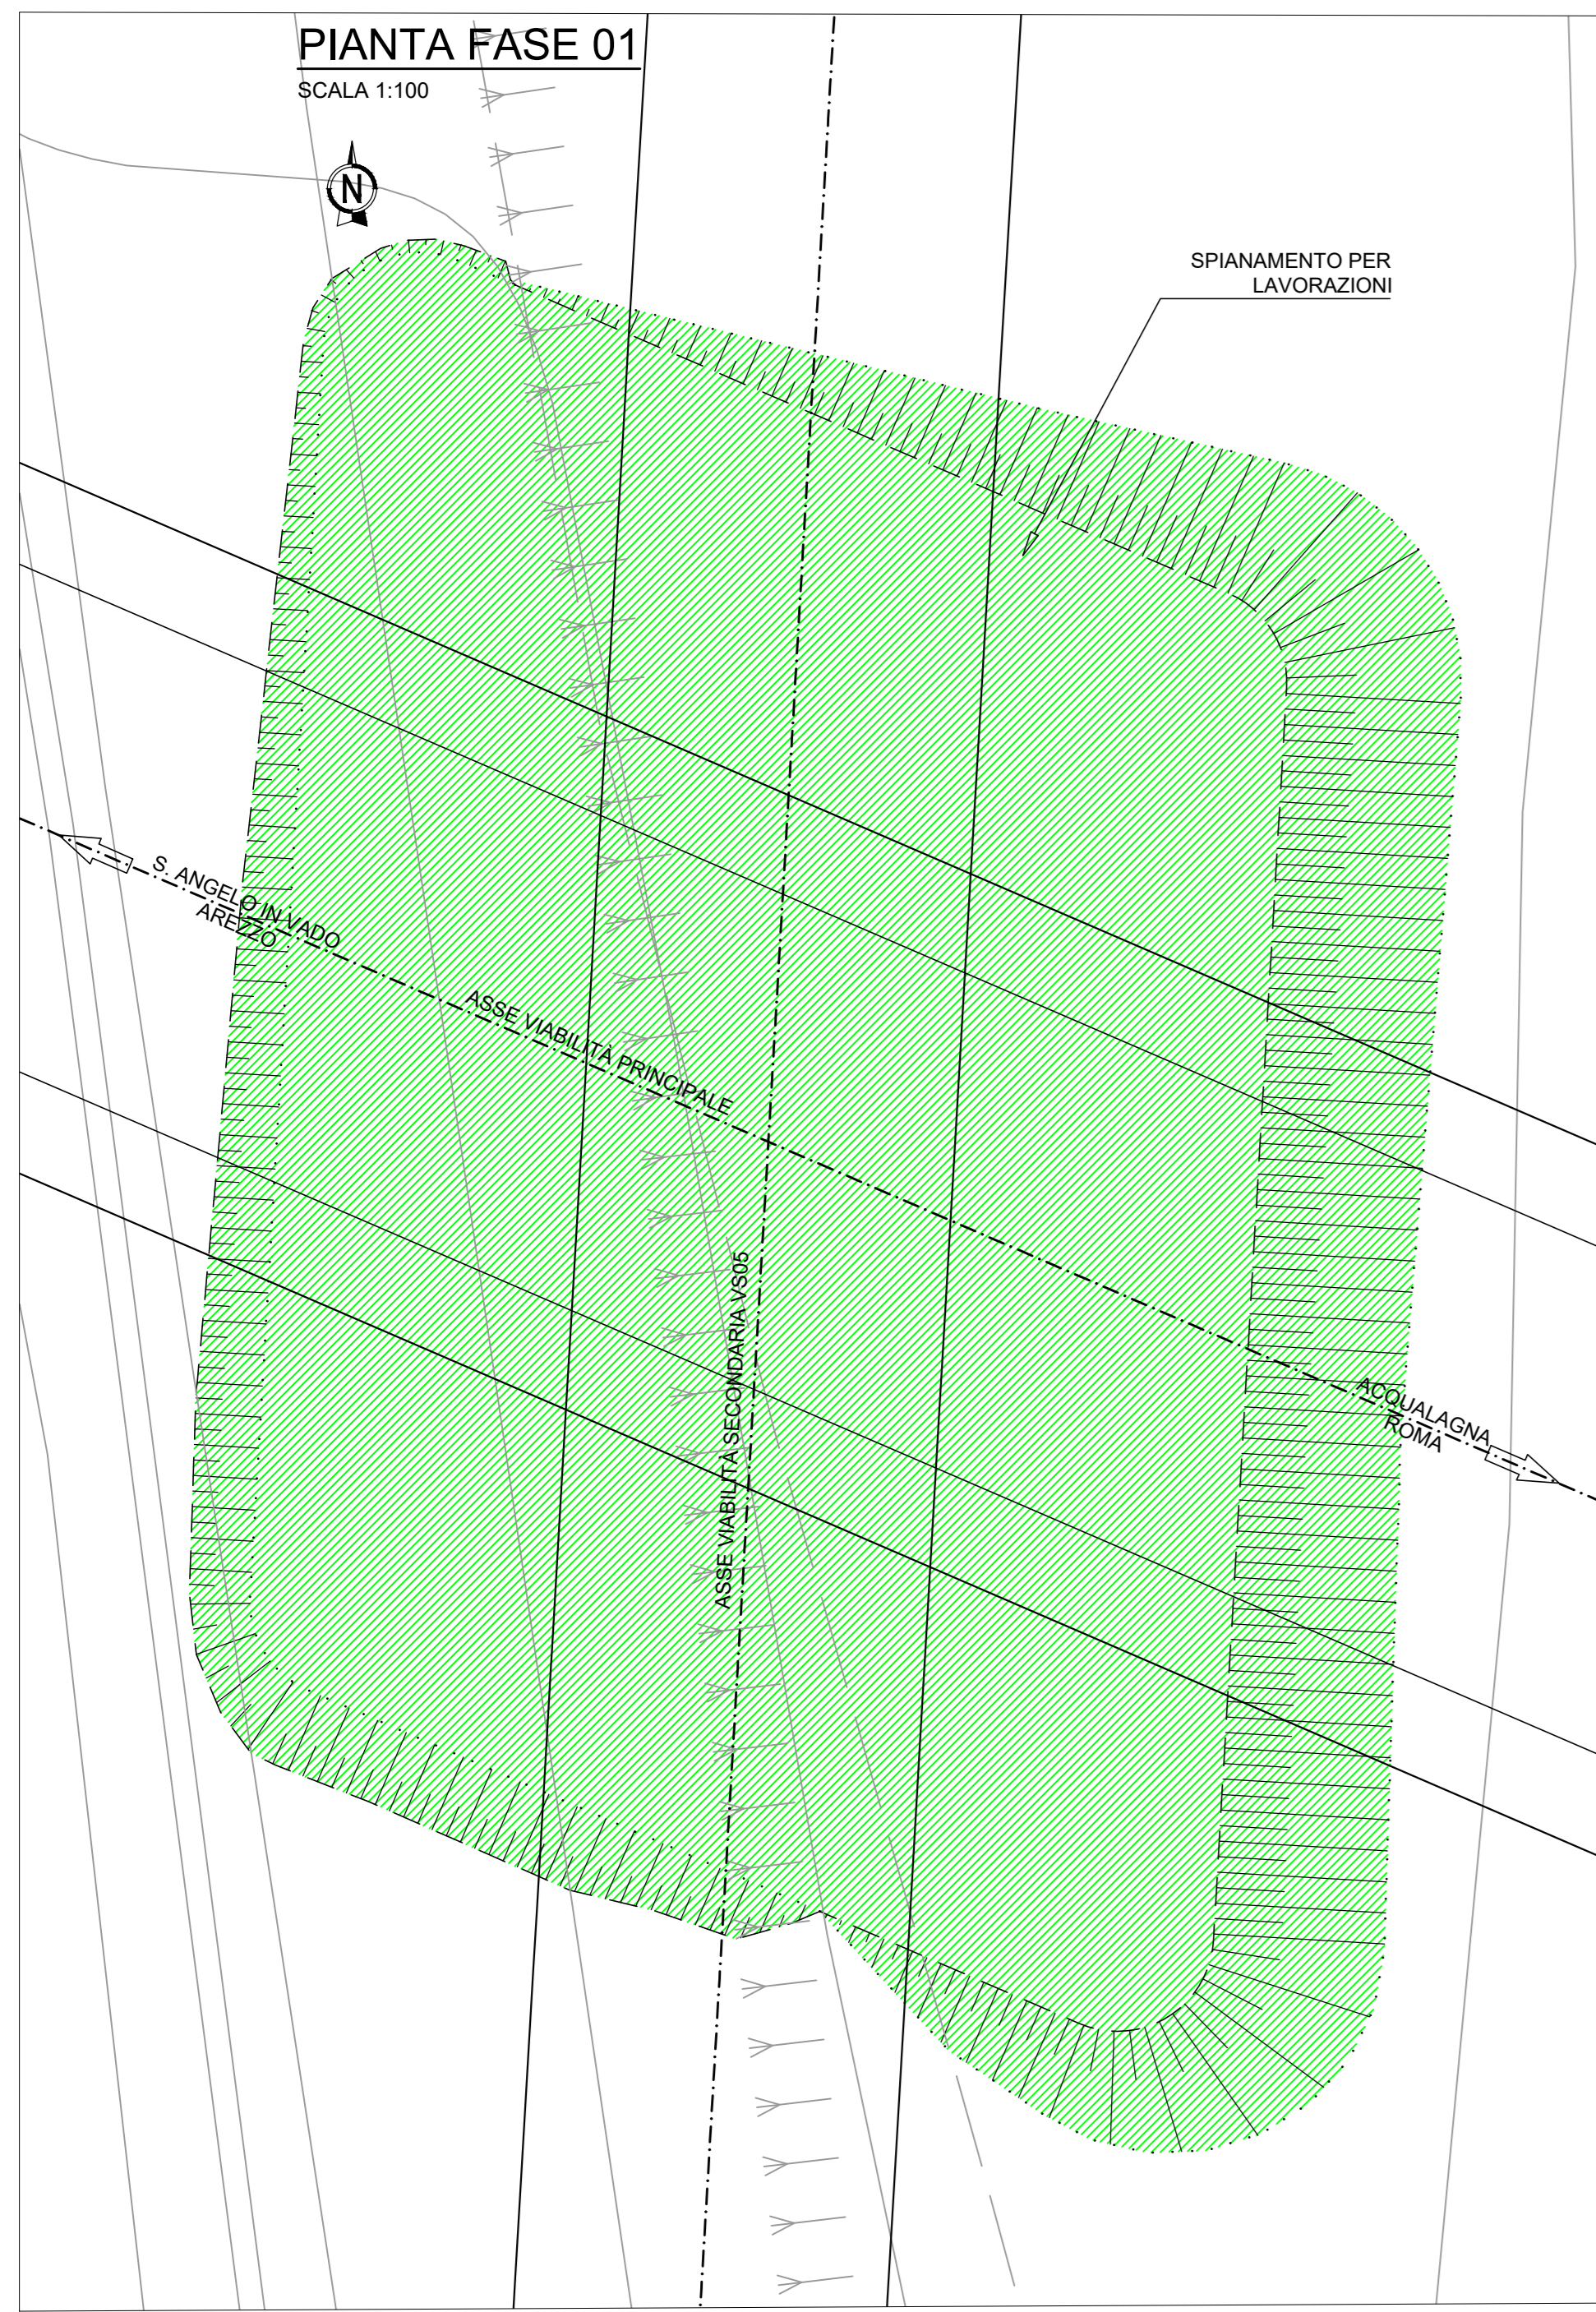 PIANTA FASE 01
SCALA 1:100
N
SPIANAMENTO PER
LAVORAZIONI
S. ANGELO IN VADO
AREZZO
ASSE VIABILITÀ PRINCIPALE
ASSE VIABILITÀ SECONDARIA VS05
ACQUALAGNA
ROMA